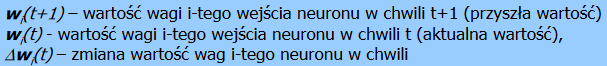 wᵢ(t+1) – wartość wagi i-tego wejścia neuronu w chwili t+1 (przyszła wartość)
wᵢ(t) - wartość wagi i-tego wejścia neuronu w chwili t (aktualna wartość),
Δwᵢ(t) – zmiana wartość wag i-tego neuronu w chwili